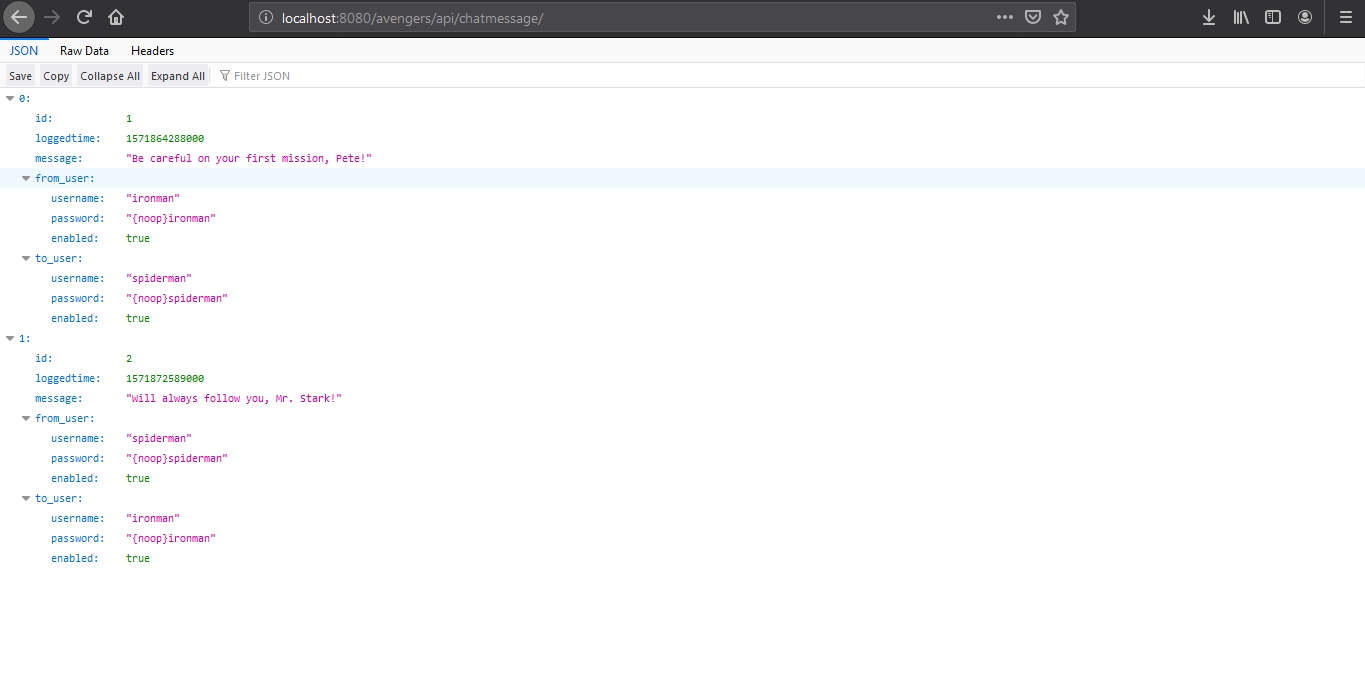 localhost:8080/avengers/api/chatmessage/
JSON Raw Data Headers
Save Copy Collapse All Expand All Filter JSON
0:
id: 1
loggedtime: 1571864288000
message: "Be careful on your first mission, Pete!"
from_user:
username: "ironman"
password: "{noop}ironman"
enabled: true
to_user:
username: "spiderman"
password: "{noop}spiderman"
enabled: true
1:
id: 2
loggedtime: 1571872589000
message: "Will always follow you, Mr. Stark!"
from_user:
username: "spiderman"
password: "{noop}spiderman"
enabled: true
to_user:
username: "ironman"
password: "{noop}ironman"
enabled: true